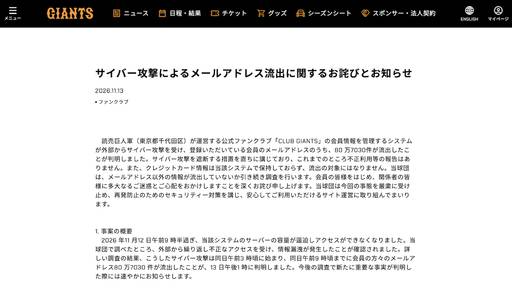 メニュー
GIANTS
ニュース
日程・結果
チケット
グッズ
シーズンシート
スポンサー・法人契約
ENGLISH
マイページ
サイバー攻撃によるメールアドレス流出に関するお詫びとお知らせ
2026.11.13
ファンクラブ
読売巨人軍（東京都千代田区）が運営する公式ファンクラブ「CLUB GIANTS」の会員情報を管理するシステム
が外部からサイバー攻撃を受け、登録いただいている会員のメールアドレスのうち、80 万7030件が流出したこ
とが判明しました。サイバー攻撃を遮断する措置を直ちに講じており、これまでのところ不正利用等の報告はあ
りません。また、クレジットカード情報は当該システムで保持しておらず、流出の対象にはなりません。当球団
は、メールアドレス以外の情報が流出していないか引き続き調査を行います。会員の皆様をはじめ、関係者の皆
様に多大なるご迷惑とご心配をおかけしますことを深くお詫び申し上げます。当球団は今回の事態を厳粛に受け
止め、再発防止のためのセキュリティー対策を講じ、安心してご利用いただけるサイト運営に取り組んでまいり
ます。
1. 事案の概要
2026 年11 月12 日午前9 時半過ぎ、当該システムのサーバーの容量が逼迫しアクセスができなくなりました。当
球団で調べたところ、外部から繰り返し不正なアクセスを受け、情報漏洩が発生したことが確認されました。詳
しい調査の結果、こうしたサイバー攻撃は同日午前3 時頃に始まり、同日午前9 時頃までに会員の方々のメール
アドレス80 万7030 件が流出したことが、13 日午後1 時に判明しました。今後の調査で新たに重要な事実が判明し
た際には速やかにお知らせします。